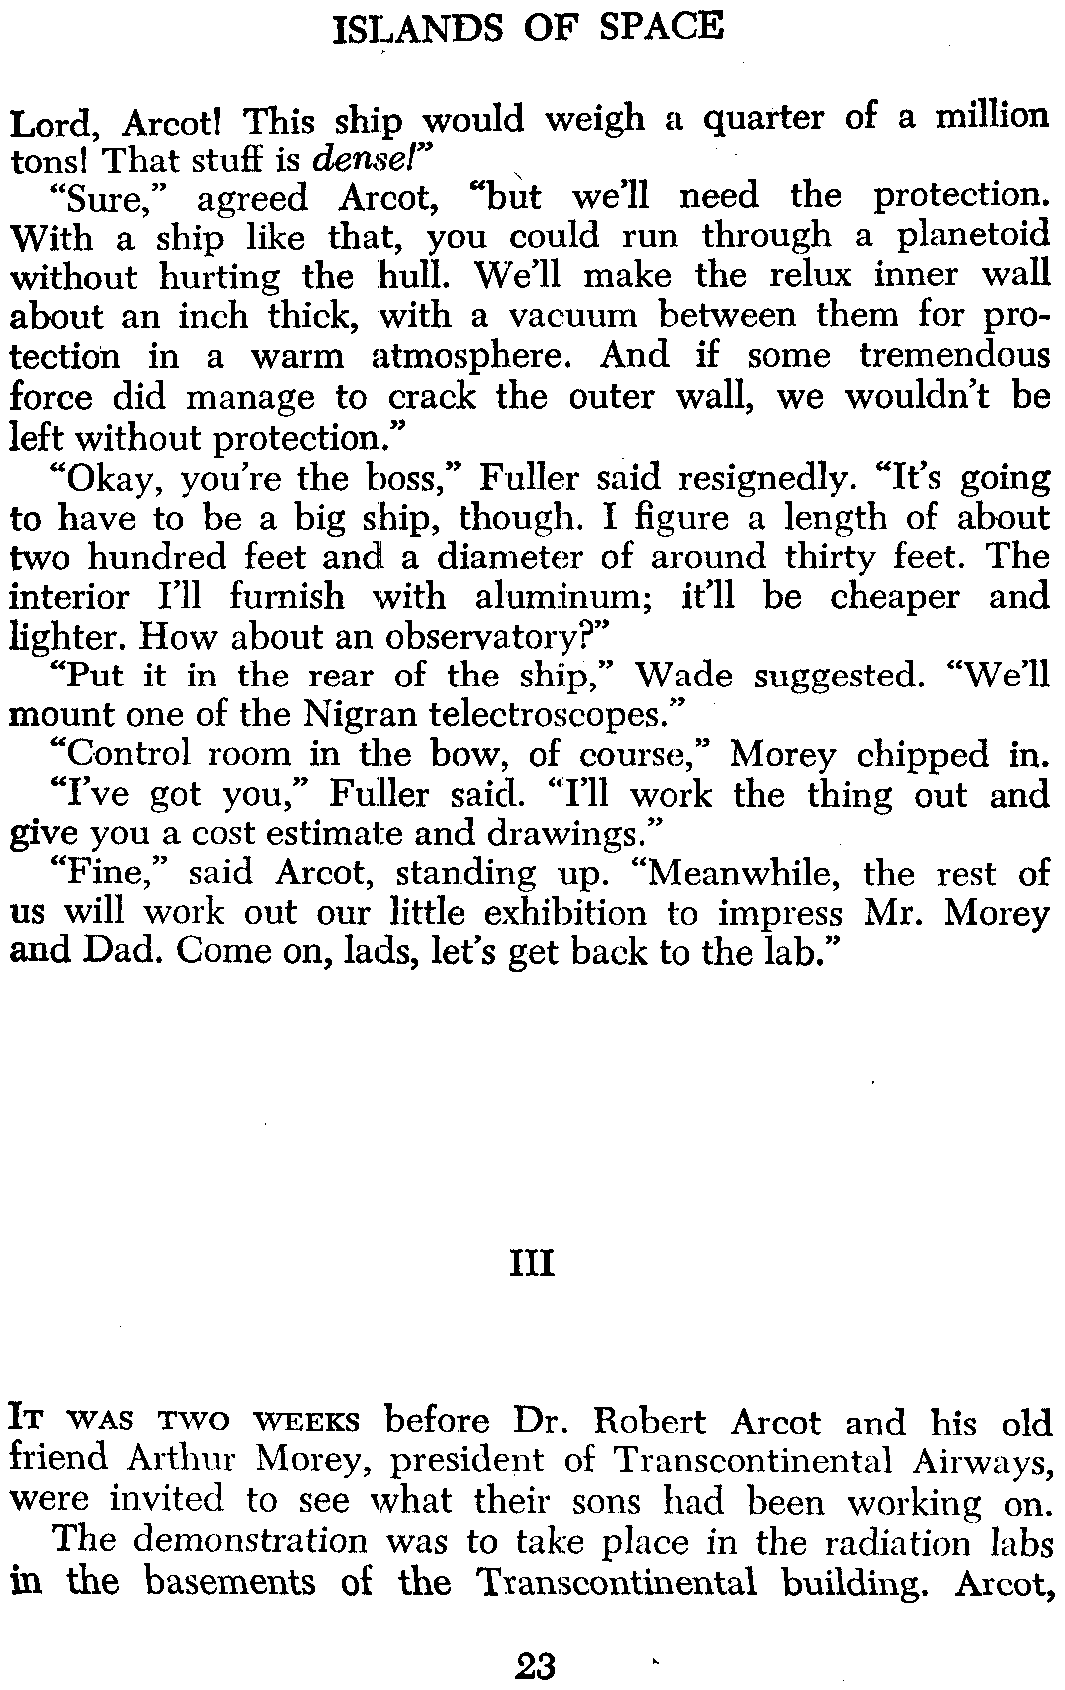 ISLANDS OF SPACE
Lord, Arcot! This ship would weigh a quarter of a million
tons! That stuff is dense!”
“Sure,” agreed Arcot, “but we’ll need the protection.
With a ship like that, you could run through a planetoid
without hurting the hull. We’ll make the relux inner wall
about an inch thick, with a vacuum between them for pro-
tection in a warm atmosphere. And if some tremendous
force did manage to crack the outer wall, we wouldn’t be
left without protection.”
“Okay, you’re the boss,” Fuller said resignedly. “It’s going
to have to be a big ship, though. I figure a length of about
two hundred feet and a diameter of around thirty feet. The
interior I’ll furnish with aluminum; it’ll be cheaper and
lighter. How about an observatory?”
“Put it in the rear of the ship,” Wade suggested. “We’ll
mount one of the Nigran telectroscopes.”
“Control room in the bow, of course,” Morey chipped in.
“I’ve got you,” Fuller said. “I’ll work the thing out and
give you a cost estimate and drawings.”
“Fine,” said Arcot, standing up. “Meanwhile, the rest of
us will work out our little exhibition to impress Mr. Morey
and Dad. Come on, lads, let’s get back to the lab.”
III
IT WAS TWO WEEKS before Dr. Robert Arcot and his old
friend Arthur Morey, president of Transcontinental Airways,
were invited to see what their sons had been working on.
The demonstration was to take place in the radiation labs
in the basements of the Transcontinental building. Arcot,
23